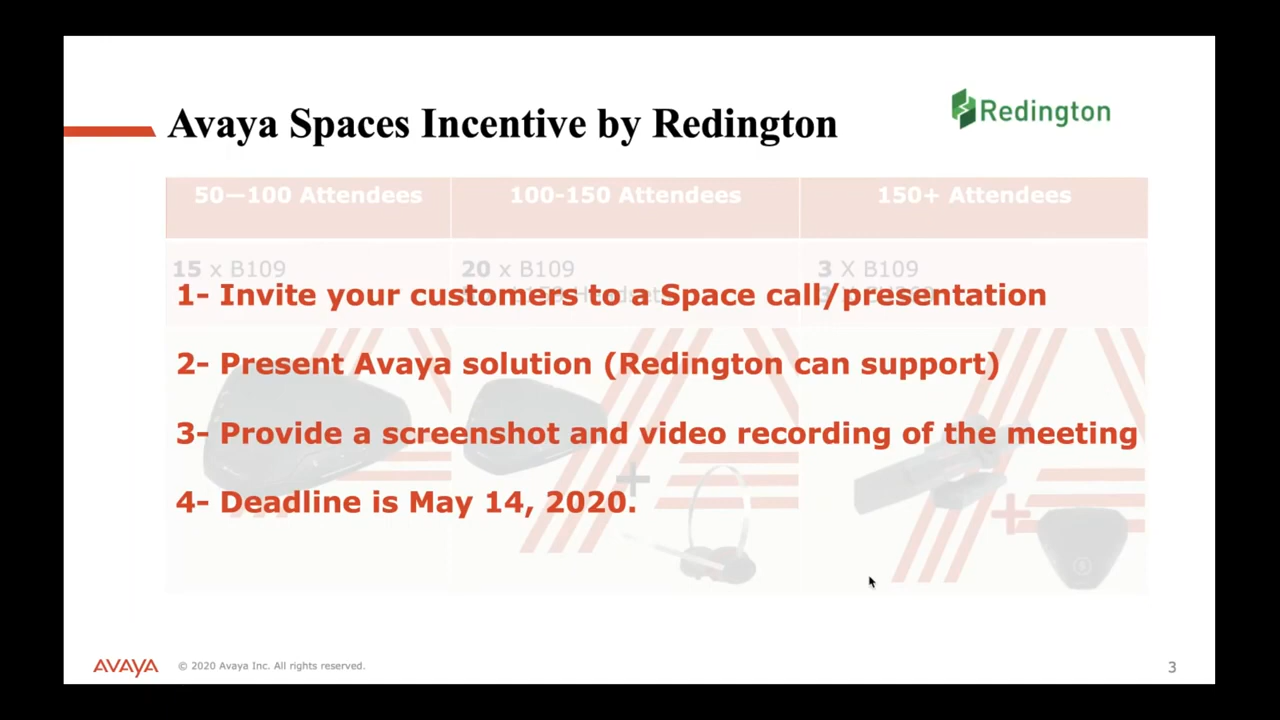 Avaya Spaces Incentive by Redington
Redington
50—100 Attendees
100-150 Attendees
150+ Attendees
15 x B109
20 x B109
3 X B109
1- Invite your customers to a Space call/presentation
2- Present Avaya solution (Redington can support)
3- Provide a screenshot and video recording of the meeting
4- Deadline is May 14, 2020.
AVAYA
© 2020 Avaya Inc. All rights reserved.
3